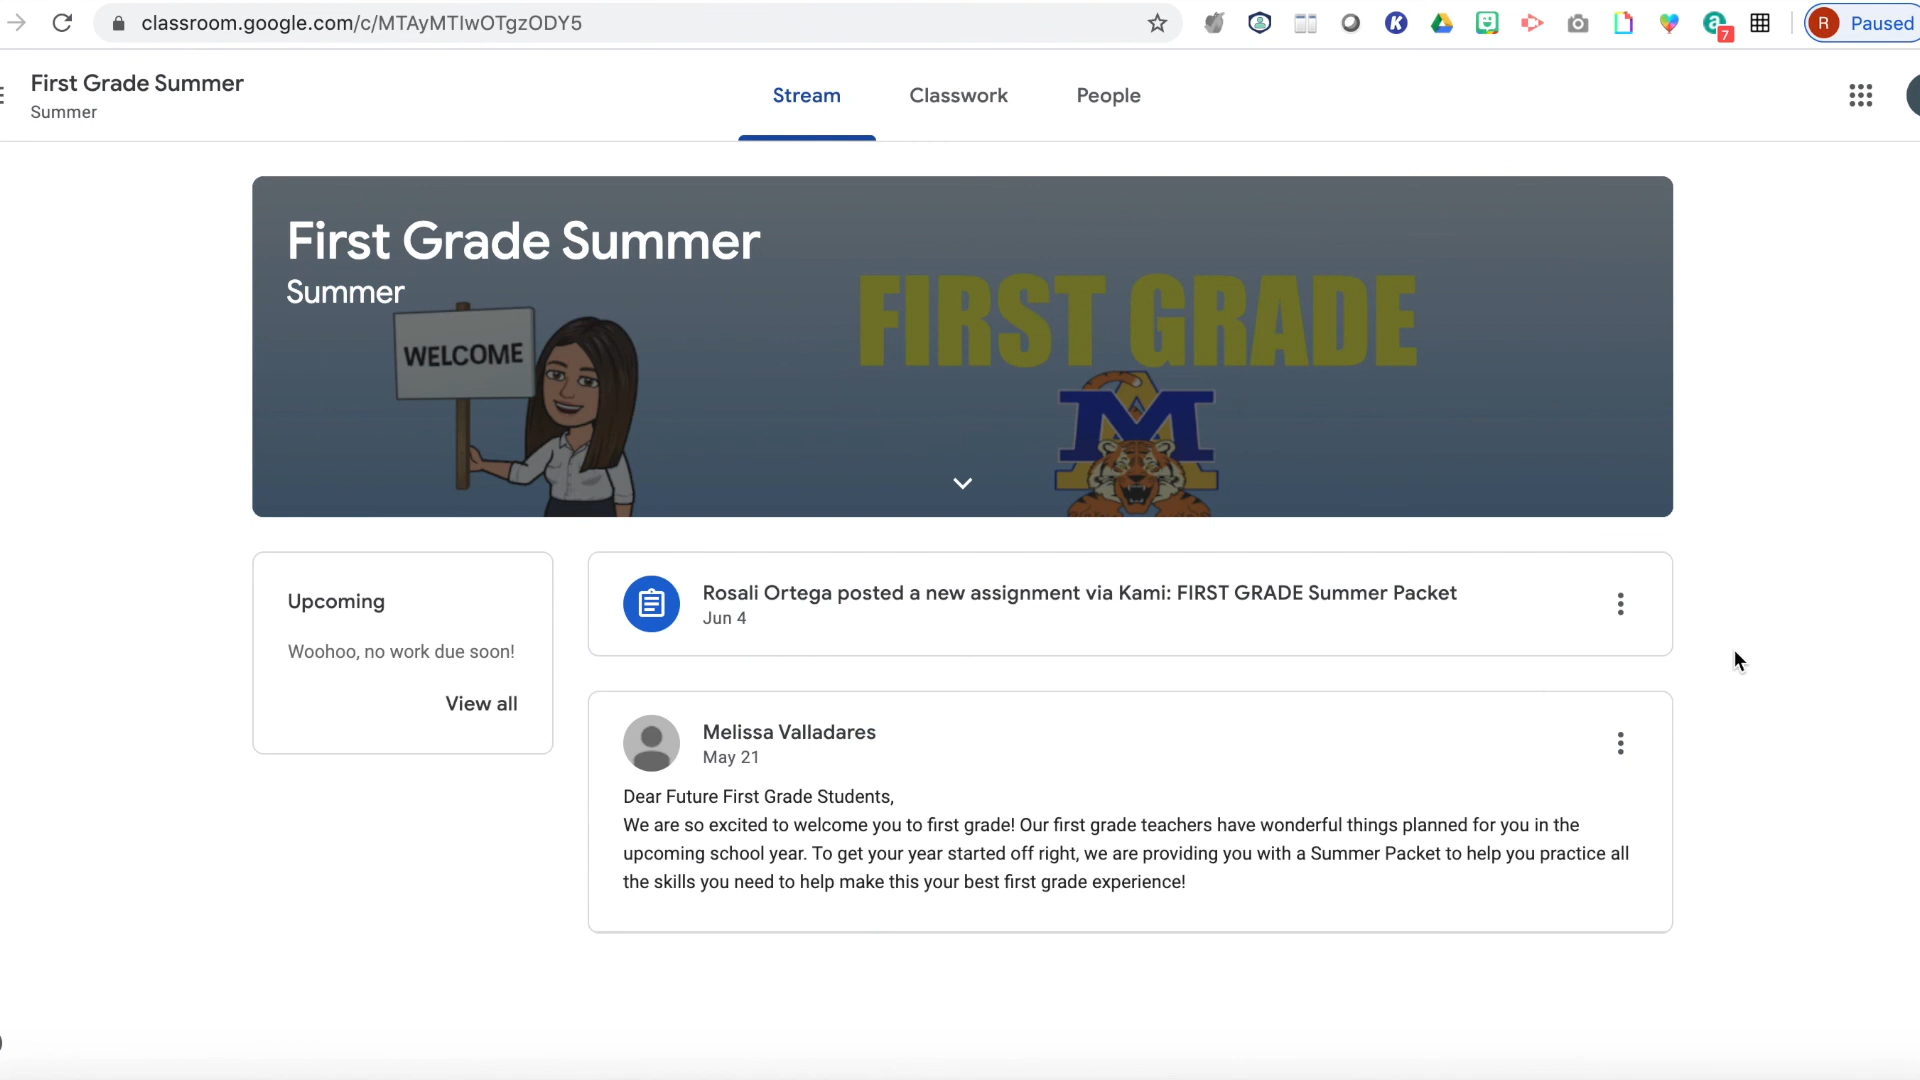 classroom.google.com/c/MTAyMTIwOTgzODY5
7
R Paused
First Grade Summer
Summer
Stream
Classwork
People
First Grade Summer
Summer
WELCOME
FIRST GRADE
M
Upcoming
Woohoo, no work due soon!
View all
Rosali Ortega posted a new assignment via Kami: FIRST GRADE Summer Packet
Jun 4
Melissa Valladares
May 21
Dear Future First Grade Students,
We are so excited to welcome you to first grade! Our first grade teachers have wonderful things planned for you in the
upcoming school year. To get your year started off right, we are providing you with a Summer Packet to help you practice all
the skills you need to help make this your best first grade experience!